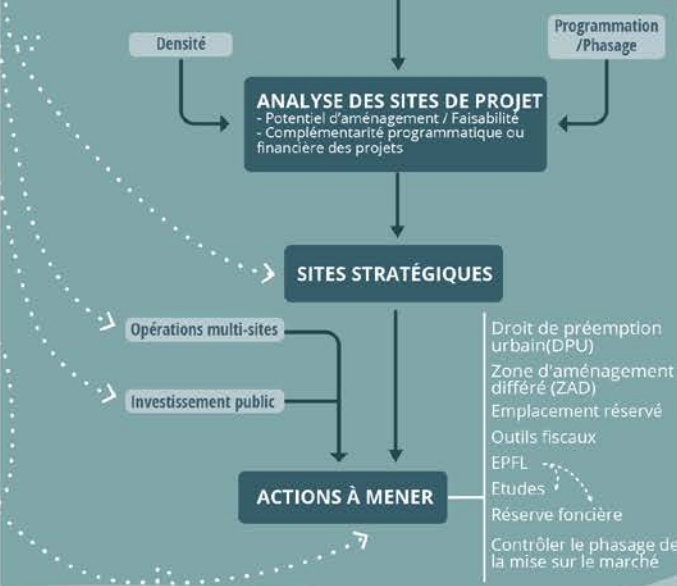 Densité
Programmation
/Phasage
ANALYSE DES SITES DE PROJET
- Potentiel d'aménagement / Faisabilité
- Complémentarité programmatique ou
financière des projets
SITES STRATÉGIQUES
Opérations multi-sites
Investissement public
ACTIONS À MENER
Droit de préemption
urbain(DPU)
Zone d'aménagement
différé (ZAD)
Emplacement réservé
Outils fiscaux
EPFL
Etudes
Réserve foncière
Contrôler le phasage de
la mise sur le marché